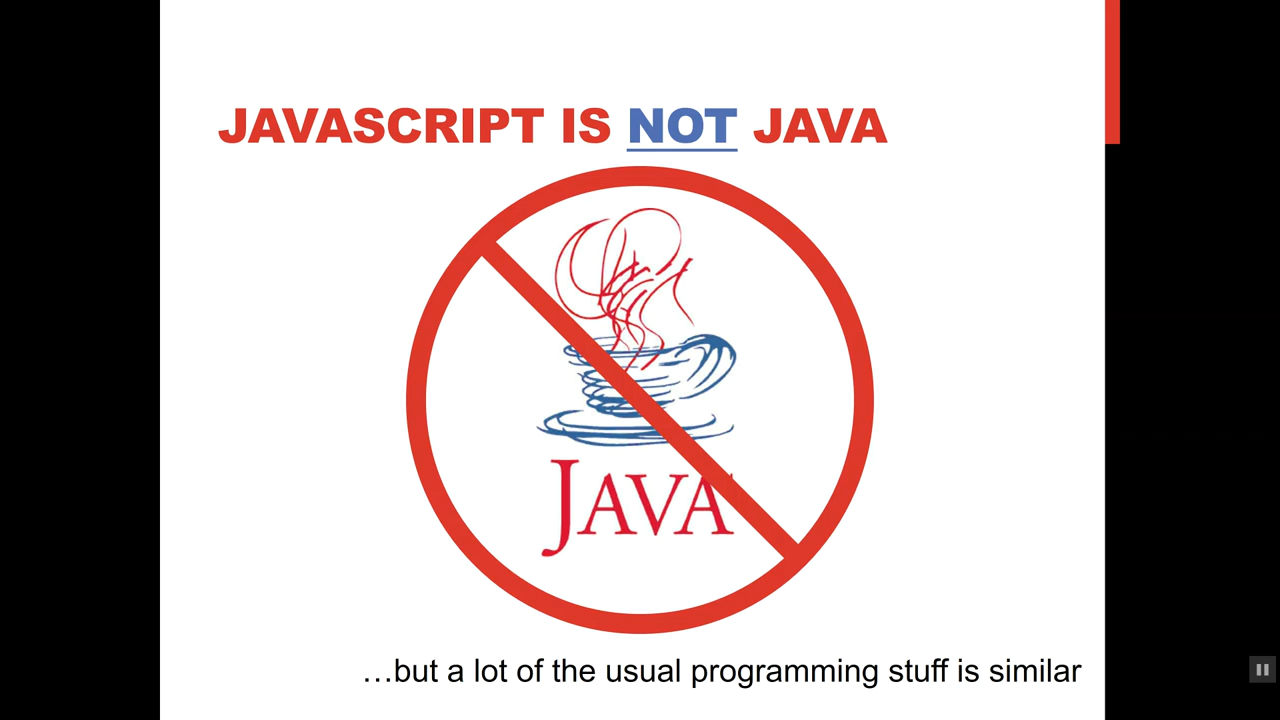 JAVASCRIPT IS NOT JAVA
JAVA
…but a lot of the usual programming stuff is similar